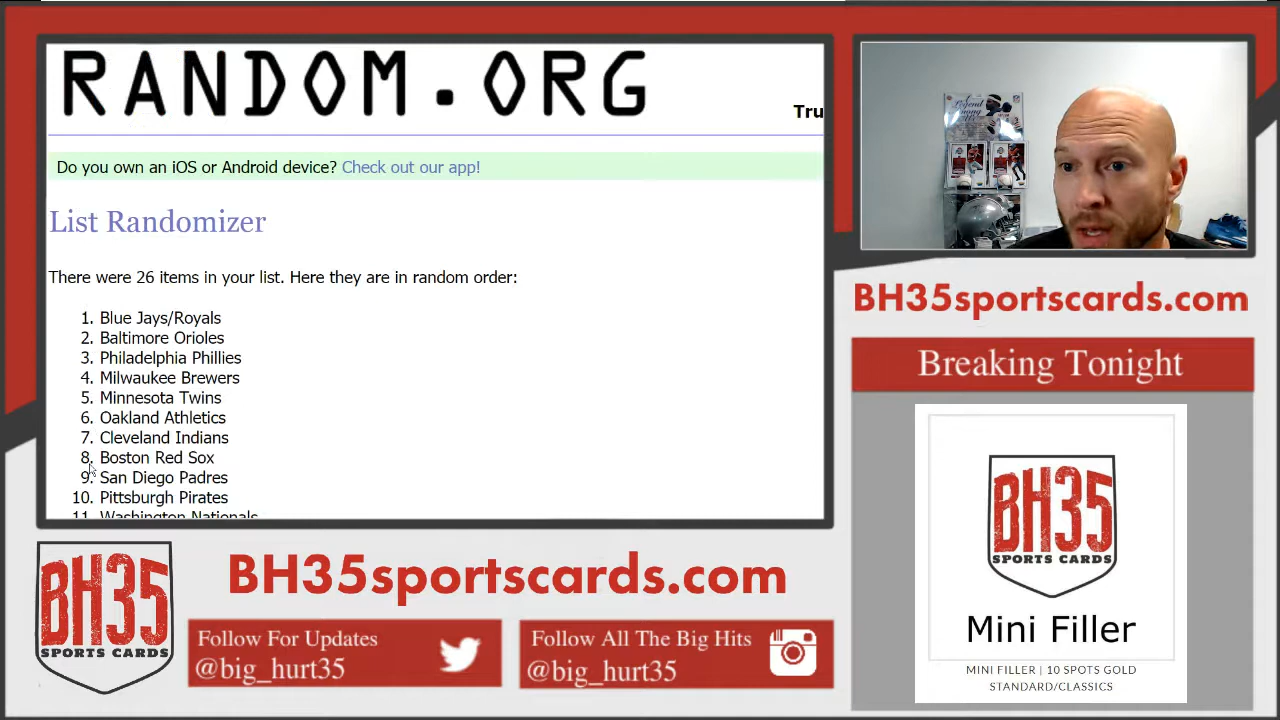 RANDOM.ORG
Tru
Do you own an iOS or Android device? Check out our app!
List Randomizer
There were 26 items in your list. Here they are in random order:
1. Blue Jays/Royals
2. Baltimore Orioles
3. Philadelphia Phillies
4. Milwaukee Brewers
5. Minnesota Twins
6. Oakland Athletics
7. Cleveland Indians
8. Boston Red Sox
9. San Diego Padres
10. Pittsburgh Pirates
11. Washington Nationals
BH35sportscards.com
Breaking Tonight
BH35
SPORTS CARDS
Mini Filler
MINI FILLER | 10 SPOTS GOLD
STANDARD/CLASSICS
BH35
SPORTS CARDS
BH35sportscards.com
Follow For Updates
@big_hurt35
Follow All The Big Hits
@big_hurt35